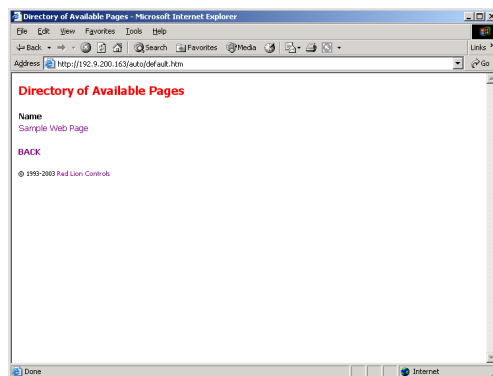 Directory of Available Pages - Microsoft Internet Explorer
File Edit View Favorites Tools Help
Back Search Favorites Media Links »
Address http://192.9.200.163/auto/default.htm Go
Directory of Available Pages
Name
Sample Web Page
BACK
© 1993-2003 Red Lion Controls
Done Internet